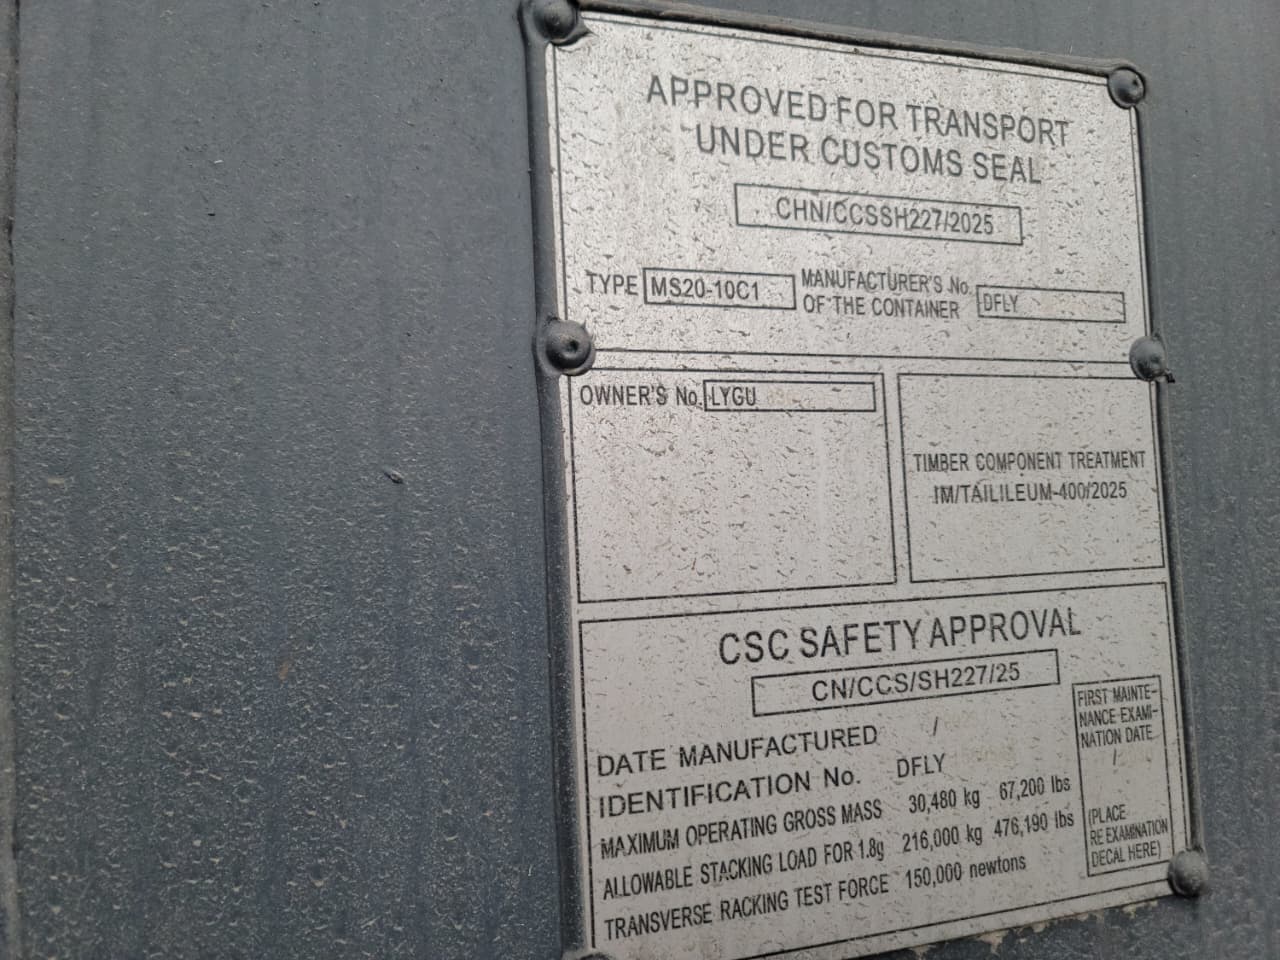 APPROVED FOR TRANSPORT
UNDER CUSTOMS SEAL
CHN/CCSSH227/2025
TYPE MS20-10C1 MANUFACTURER'S No. OF THE CONTAINER DFLY
OWNER'S No. LYGU
TIMBER COMPONENT TREATMENT
IM/TAILILEUM-400/2025
CSC SAFETY APPROVAL
CN/CCS/SH227/25
DATE MANUFACTURED /
IDENTIFICATION No. DFLY
MAXIMUM OPERATING GROSS MASS 30,480 kg 67,200 lbs
ALLOWABLE STACKING LOAD FOR 1.8g 216,000 kg 476,190 lbs
TRANSVERSE RACKING TEST FORCE 150,000 newtons
FIRST MAINTE-
NANCE EXAMI-
NATION DATE
/
(PLACE
RE EXAMINATION
DECAL HERE)